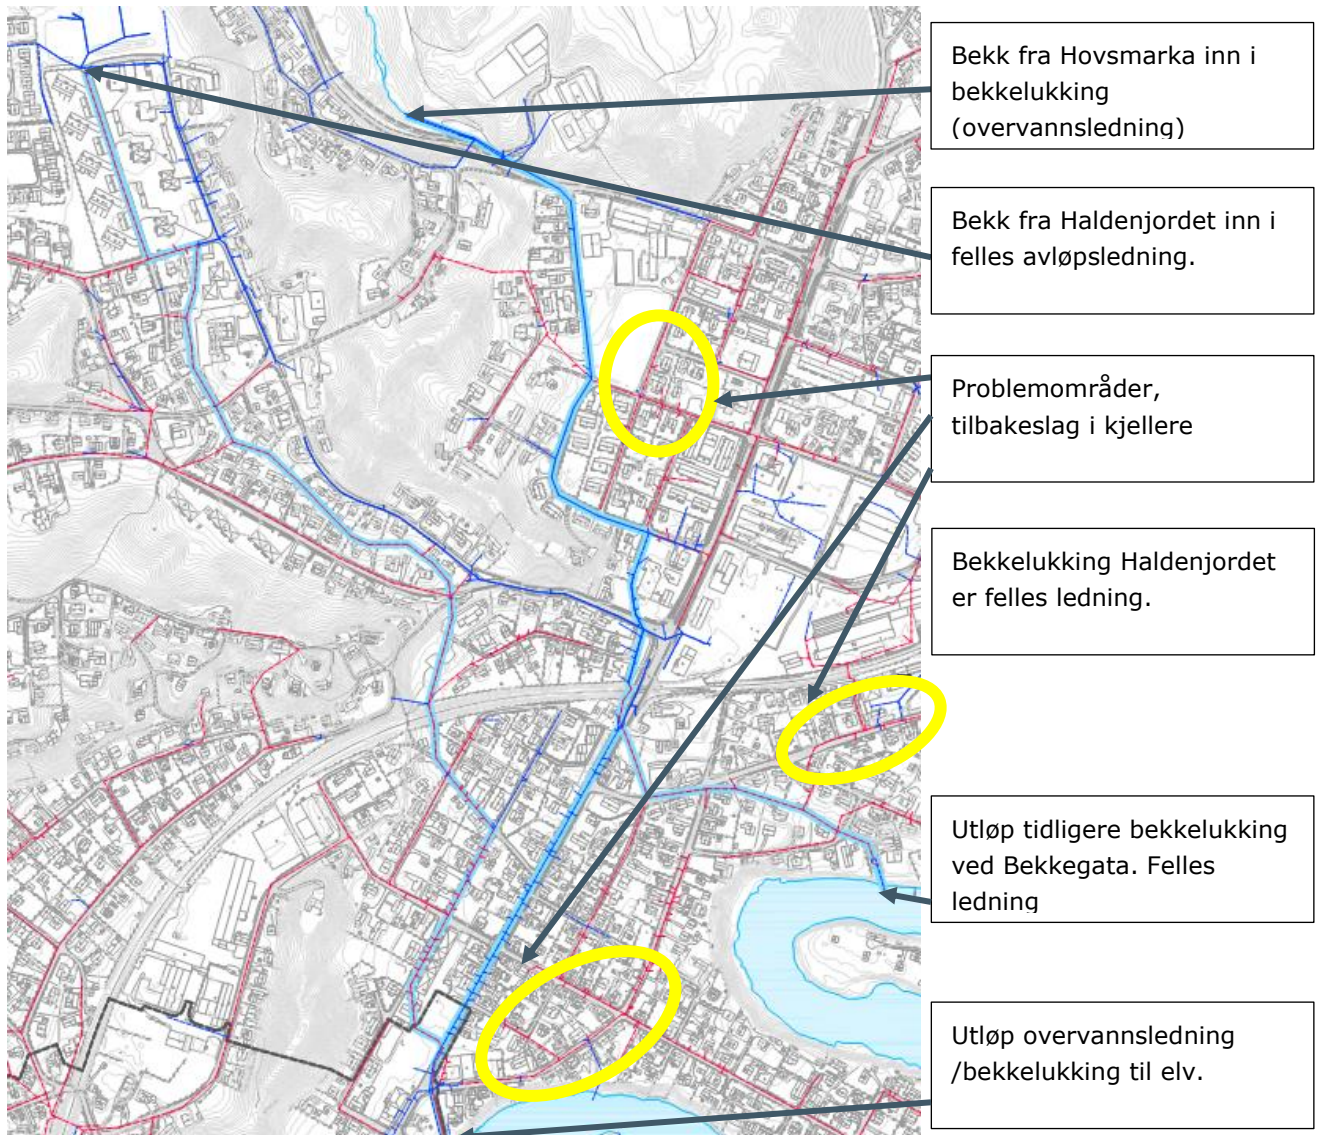 Bekk fra Hovsmarka inn i
bekkelukking
(overvannsledning)
Bekk fra Haldenjordet inn i
felles avløpsledning.
Problemområder,
tilbakeslag i kjellere
Bekkelukking Haldenjordet
er felles ledning.
Utløp tidligere bekkelukking
ved Bekkegata. Felles
ledning
Utløp overvannsledning
/bekkelukking til elv.